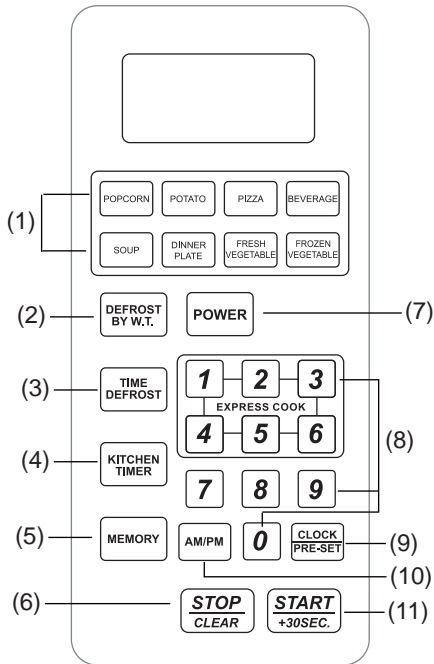 POPCORN POTATO PIZZA BEVERAGE
(1)
SOUP DINNER PLATE FRESH VEGETABLE FROZEN VEGETABLE
(2) DEFROST BY W.T. POWER (7)
(3) TIME DEFROST
1 2 3
EXPRESS COOK
4 5 6
(8)
(4) KITCHEN TIMER
7 8 9
(5) MEMORY AM/PM 0 CLOCK PRE-SET (9)
(10)
(6) STOP CLEAR START +30SEC. (11)